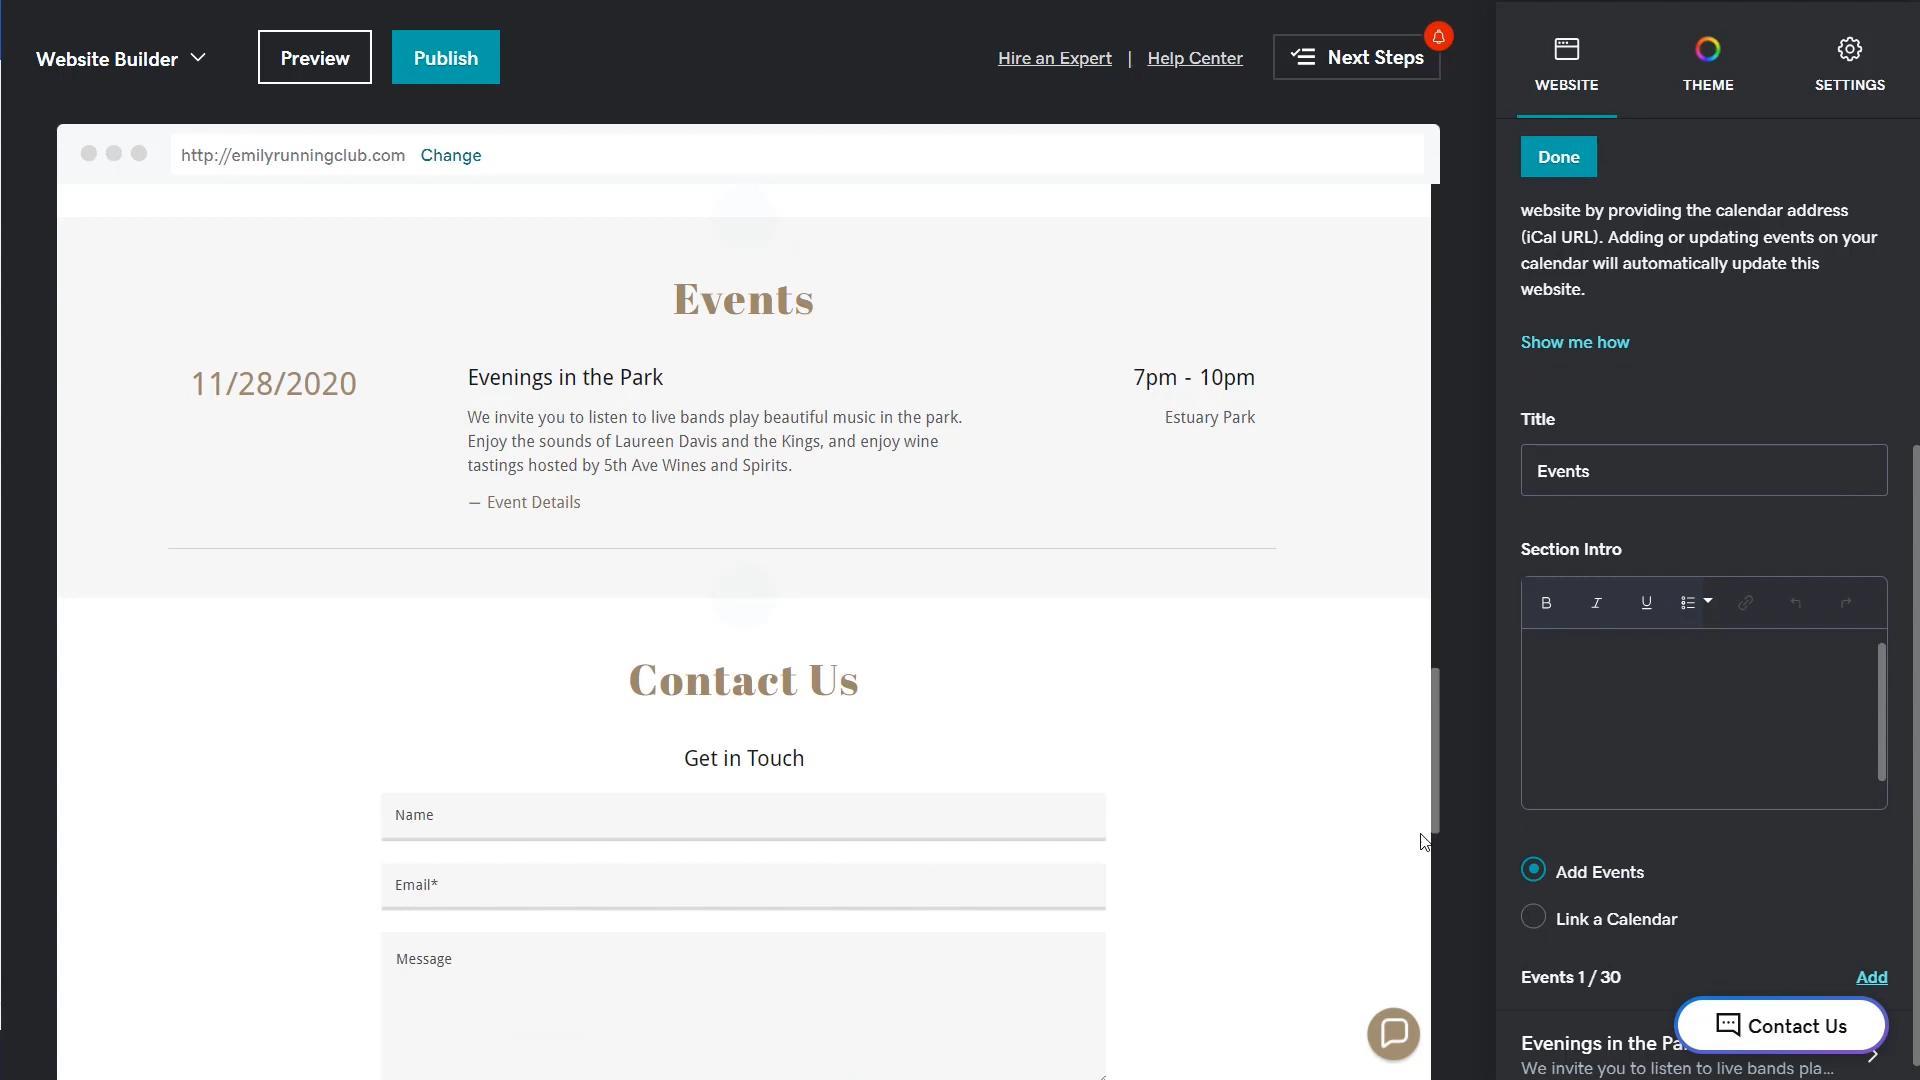 Website Builder
Preview
Publish
Hire an Expert | Help Center
Next Steps
WEBSITE
THEME
SETTINGS
http://emilyrunningclub.com Change
Done
website by providing the calendar address
(iCal URL). Adding or updating events on your
calendar will automatically update this
website.
Show me how
Title
Events
Section Intro
B I U
Add Events
Link a Calendar
Events 1 / 30
Add
Contact Us
Evenings in the Pa
We invite you to listen to live bands pla...
Events
11/28/2020
Evenings in the Park
7pm - 10pm
We invite you to listen to live bands play beautiful music in the park.
Estuary Park
Enjoy the sounds of Laureen Davis and the Kings, and enjoy wine
tastings hosted by 5th Ave Wines and Spirits.
— Event Details
Contact Us
Get in Touch
Name
Email*
Message